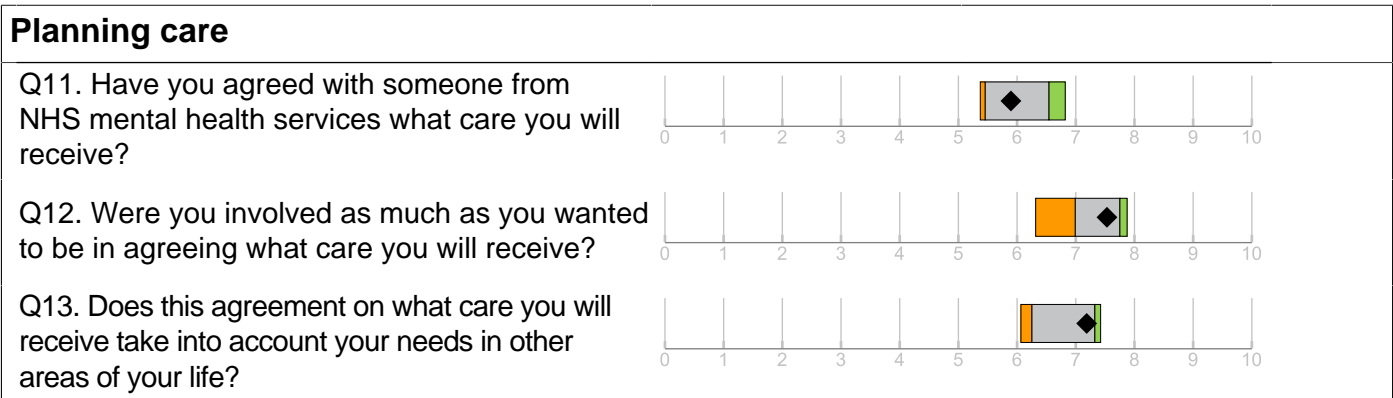 Planning care
Q11. Have you agreed with someone from
NHS mental health services what care you will
receive?
0 1 2 3 4 5 6 7 8 9 10
Q12. Were you involved as much as you wanted
to be in agreeing what care you will receive?
0 1 2 3 4 5 6 7 8 9 10
Q13. Does this agreement on what care you will
receive take into account your needs in other
areas of your life?
0 1 2 3 4 5 6 7 8 9 10